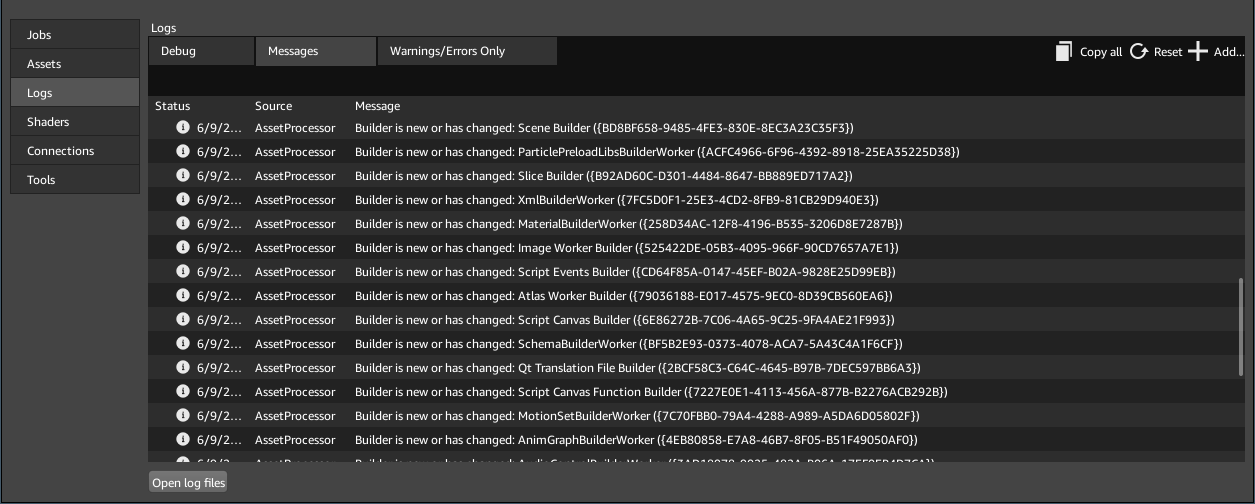 Logs
Jobs
Assets
Logs
Shaders
Connections
Tools
Debug Messages Warnings/Errors Only Copy all Reset Add...
Status Source Message
6/9/2... AssetProcessor Builder is new or has changed: Scene Builder ({BD8BF658-9485-4FE3-830E-8EC3A23C35F3})
6/9/2... AssetProcessor Builder is new or has changed: ParticlePreloadLibsBuilderWorker ({ACFC4966-6F96-4392-8918-25EA35225D38})
6/9/2... AssetProcessor Builder is new or has changed: Slice Builder ({B92AD60C-D301-4484-8647-BB889ED717A2})
6/9/2... AssetProcessor Builder is new or has changed: XmlBuilderWorker ({7FC5D0F1-25E3-4CD2-8FB9-81CB29D940E3})
6/9/2... AssetProcessor Builder is new or has changed: MaterialBuilderWorker ({258D34AC-12F8-4196-B535-3206D8E7287B})
6/9/2... AssetProcessor Builder is new or has changed: Image Worker Builder ({525422DE-05B3-4095-966F-90CD7657A7E1})
6/9/2... AssetProcessor Builder is new or has changed: Script Events Builder ({CD64F85A-0147-45EF-B02A-9828E25D99EB})
6/9/2... AssetProcessor Builder is new or has changed: Atlas Worker Builder ({79036188-E017-4575-9EC0-8D39CB560EA6})
6/9/2... AssetProcessor Builder is new or has changed: Script Canvas Builder ({6E86272B-7C06-4A65-9C25-9FA4AE21F993})
6/9/2... AssetProcessor Builder is new or has changed: SchemaBuilderWorker ({BF5B2E93-0373-4078-ACA7-5A43C4A1F6CF})
6/9/2... AssetProcessor Builder is new or has changed: Qt Translation File Builder ({2BCF58C3-C64C-4645-B97B-7DEC597BB6A3})
6/9/2... AssetProcessor Builder is new or has changed: Script Canvas Function Builder ({7227E0E1-4113-456A-877B-B2276ACB292B})
6/9/2... AssetProcessor Builder is new or has changed: MotionSetBuilderWorker ({7C70FBB0-79A4-4288-A989-A5DA6D05802F})
6/9/2... AssetProcessor Builder is new or has changed: AnimGraphBuilderWorker ({4EB80858-E7A8-46B7-8F05-B51F49050AF0})
6/9/2... AssetProcessor Builder is new or has changed:
Open log files